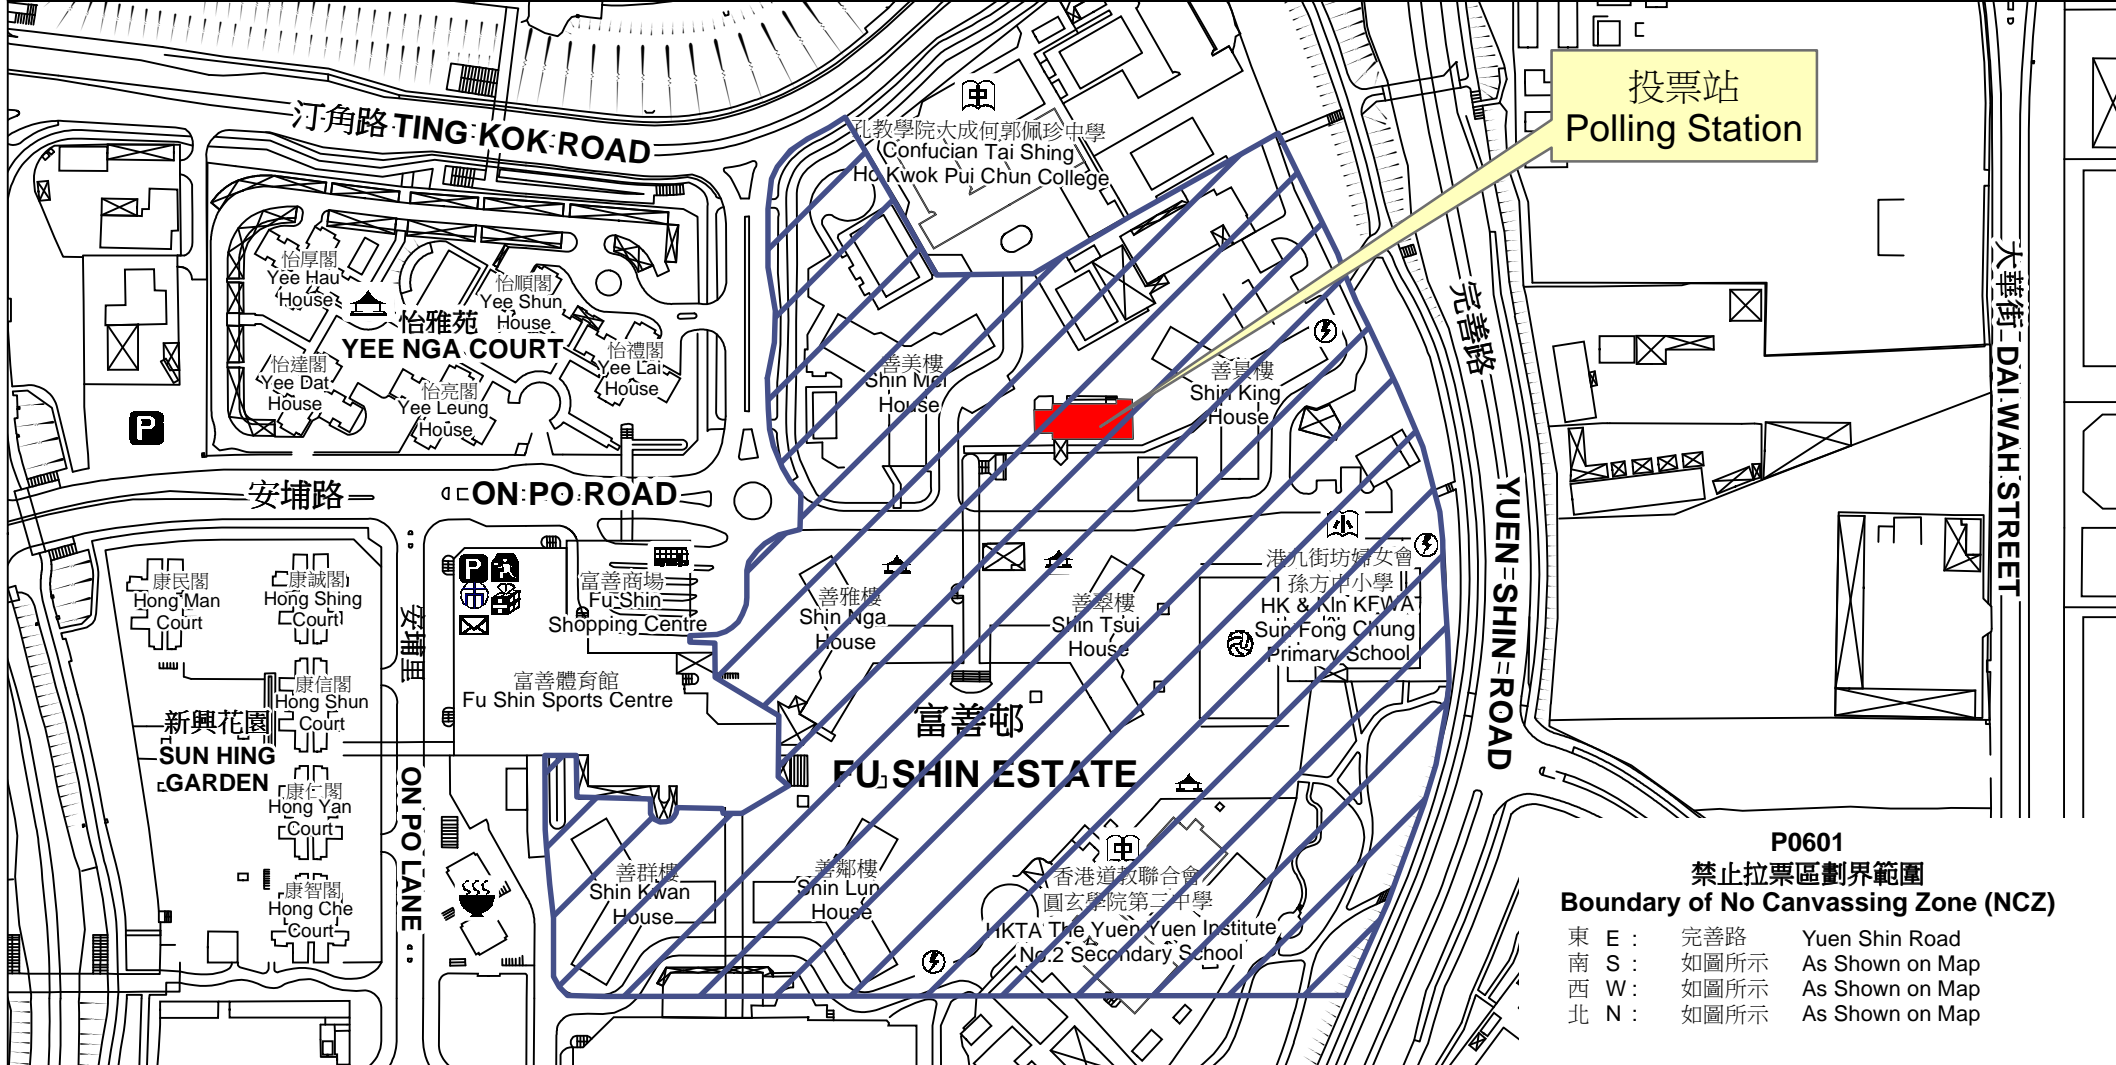 投票站
Polling Station
汀角路 TING KOK ROAD
孔教學院大成何郭佩珍中學
Confucian Tai Shing
Ho Kwok Pui Chun College
怡厚閣
Yee Hau
House
怡順閣
Yee Shun
House
怡雅苑
YEE NGA COURT
怡達閣
Yee Dat
House
怡亮閣
Yee Leung
House
怡禮閣
Yee Lai
House
善美樓
Shin Mei
House
善景樓
Shin King
House
完善路
YUEN SHIN ROAD
大華街 DAI WAH STREET
P
安埔路
ON PO ROAD
中
小
港九街坊婦女會
孫方中小學
HK & Kln KFWA
Sun Fong Chung
Primary School
康民閣
Hong Man
Court
康誠閣
Hong Shing
Court
安埔里
ON PO LANE
P
富善商場
Fu Shin
Shopping Centre
善雅樓
Shin Nga
House
善翠樓
Shin Tsui
House
富善體育館
Fu Shin Sports Centre
康信閣
Hong Shun
Court
新興花園
SUN HING
GARDEN
康仁閣
Hong Yan
Court
康智閣
Hong Che
Court
富善邨
FU SHIN ESTATE
善群樓
Shin Kwan
House
善鄰樓
Shin Lun
House
中
香港道教聯合會
圓玄學院第二中學
HKTA The Yuen Yuen Institute
No.2 Secondary School
P0601
禁止拉票區劃界範圍
Boundary of No Canvassing Zone (NCZ)
東 E : 完善路 Yuen Shin Road
南 S : 如圖所示 As Shown on Map
西 W : 如圖所示 As Shown on Map
北 N : 如圖所示 As Shown on Map